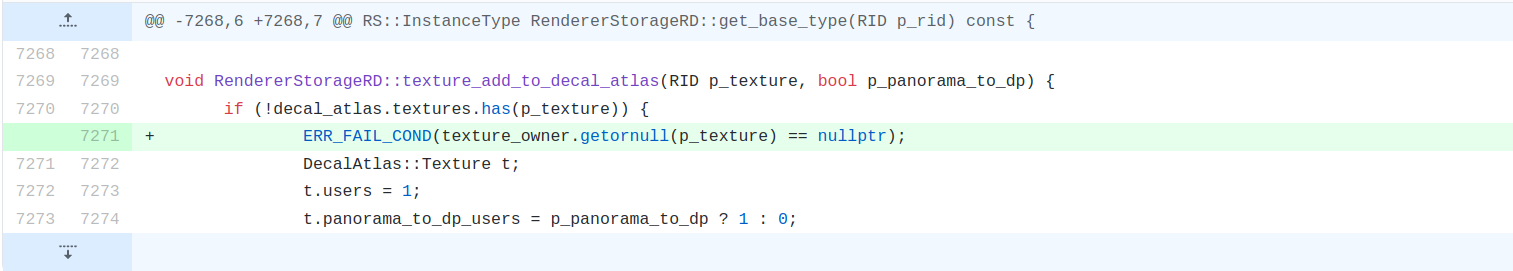 @@ -7268,6 +7268,7 @@ RS::InstanceType RendererStorageRD::get_base_type(RID p_rid) const {
7268 7268
7269 7269 void RendererStorageRD::texture_add_to_decal_atlas(RID p_texture, bool p_panorama_to_dp) {
7270 7270 if (!decal_atlas.textures.has(p_texture)) {
7271 + ERR_FAIL_COND(texture_owner.getornull(p_texture) == nullptr);
7271 7272 DecalAtlas::Texture t;
7272 7273 t.users = 1;
7273 7274 t.panorama_to_dp_users = p_panorama_to_dp ? 1 : 0;